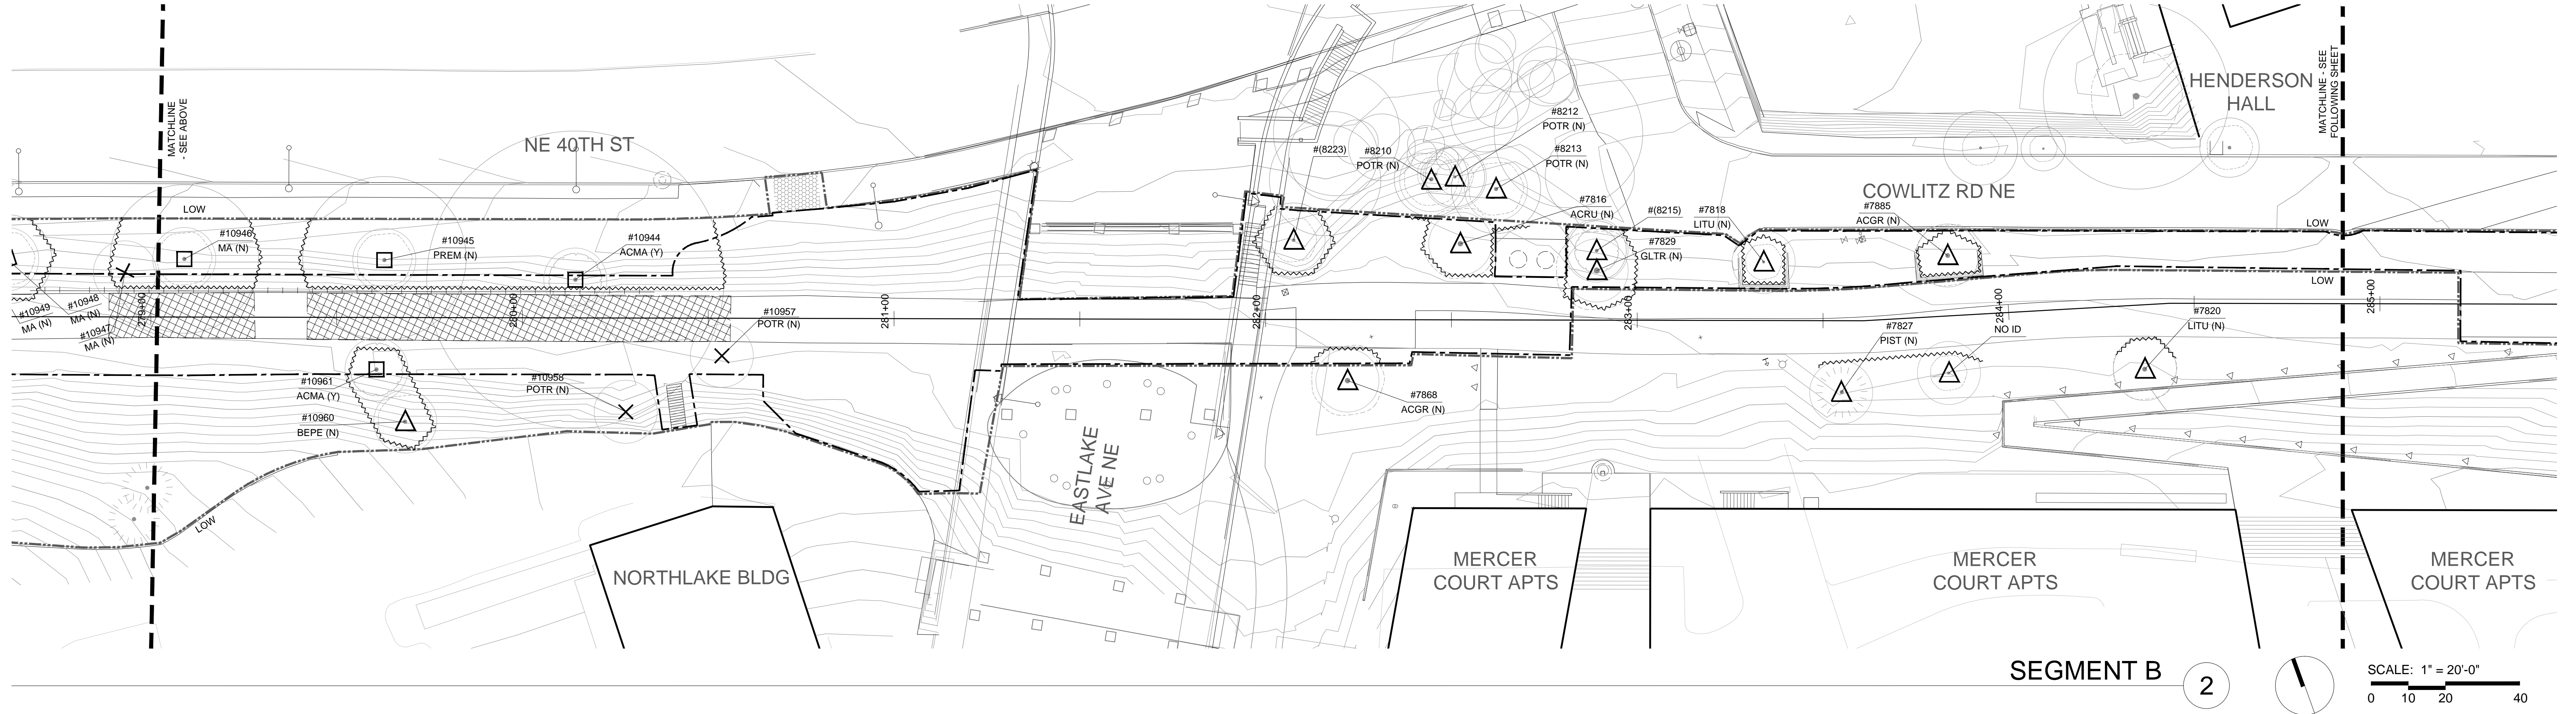 HENDERSON
HALL
MATCHLINE - SEE
FOLLOWING SHEET
MATCHLINE
- SEE ABOVE
NE 40TH ST
#8212
POTR (N)
#(8223)
#8210
POTR (N)
#8213
POTR (N)
COWLITZ RD NE
LOW
#7816
ACRU (N)
#(8215)
#7818
LITU (N)
#7885
ACGR (N)
LOW
#10946
MA (N)
#10945
PREM (N)
#10944
ACMA (Y)
#7829
GLTR (N)
LOW
#10949
MA (N)
#10948
MA (N)
#10947
MA (N)
279+00
280+00
281+00
282+00
283+00
284+00
285+00
#10957
POTR (N)
#7820
LITU (N)
#7827
PIST (N)
NO ID
#10961
ACMA (Y)
#10958
POTR (N)
#7868
ACGR (N)
#10960
BEPE (N)
EASTLAKE
AVE NE
LOW
NORTHLAKE BLDG
MERCER
COURT APTS
MERCER
COURT APTS
MERCER
COURT APTS
SEGMENT B
2
SCALE: 1" = 20'-0"
0 10 20 40